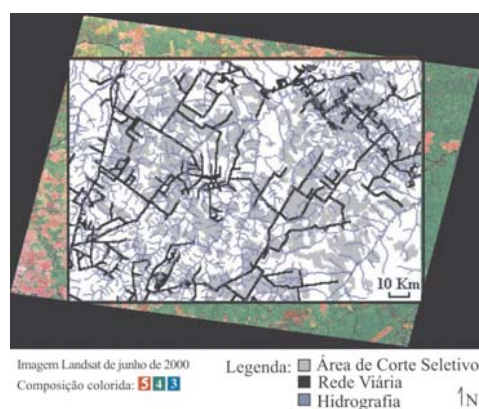 10 Km
Imagem Landsat de junho de 2000
Composição colorida: 5 4 3
Legenda:
Área de Corte Seletivo
Rede Viária
Hidrografia
1N